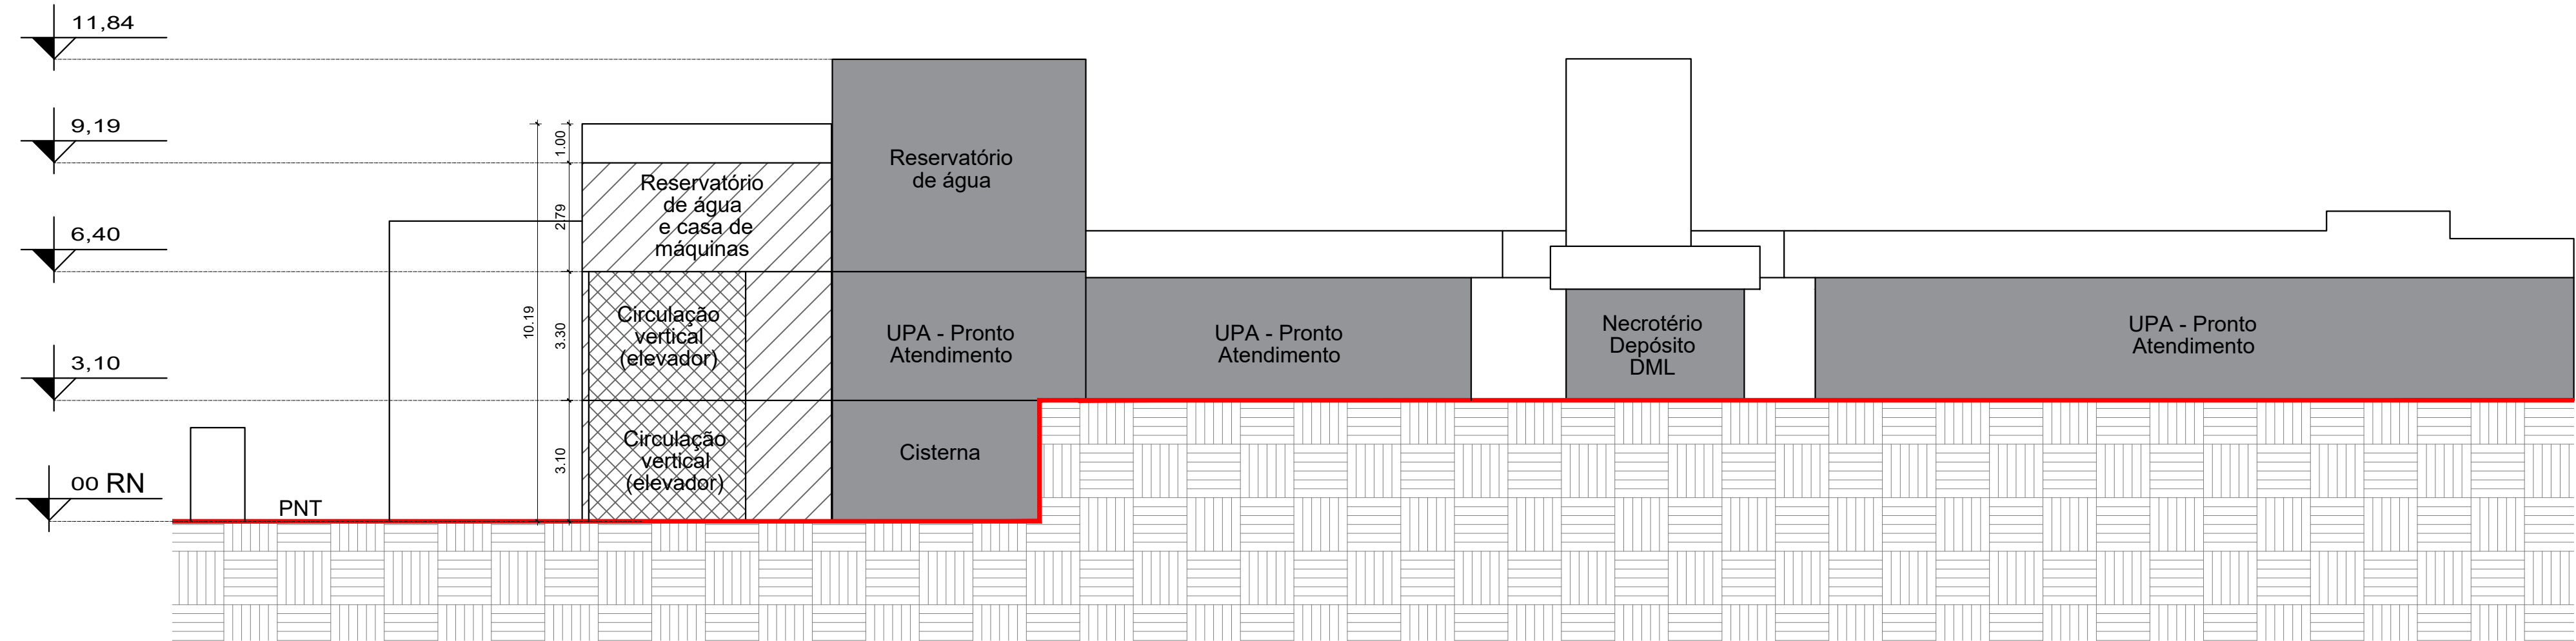 11,84
9,19
6,40
3,10
00 RN
PNT
10.19
1.00
2.79
3.30
3.10
Reservatório
de água
e casa de
máquinas
Circulação
vertical
(elevador)
Circulação
vertical
(elevador)
Reservatório
de água
UPA - Pronto
Atendimento
Cisterna
UPA - Pronto
Atendimento
Necrotério
Depósito
DML
UPA - Pronto
Atendimento